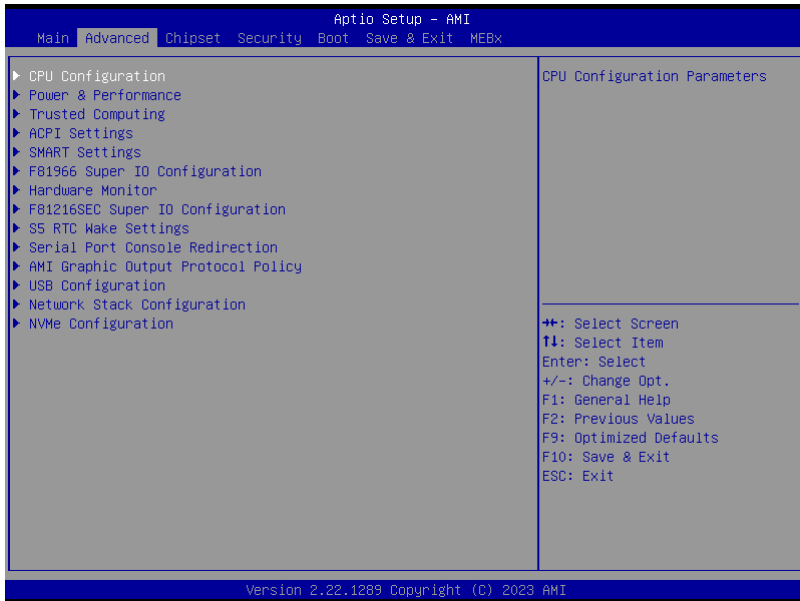 Aptio Setup – AMI
Main Advanced Chipset Security Boot Save & Exit MEBx
CPU Configuration
Power & Performance
Trusted Computing
ACPI Settings
SMART Settings
F81966 Super IO Configuration
Hardware Monitor
F81216SEC Super IO Configuration
S5 RTC Wake Settings
Serial Port Console Redirection
AMI Graphic Output Protocol Policy
USB Configuration
Network Stack Configuration
NVMe Configuration
CPU Configuration Parameters
→←: Select Screen
↑↓: Select Item
Enter: Select
+/-: Change Opt.
F1: General Help
F2: Previous Values
F9: Optimized Defaults
F10: Save & Exit
ESC: Exit
Version 2.22.1289 Copyright (C) 2023 AMI